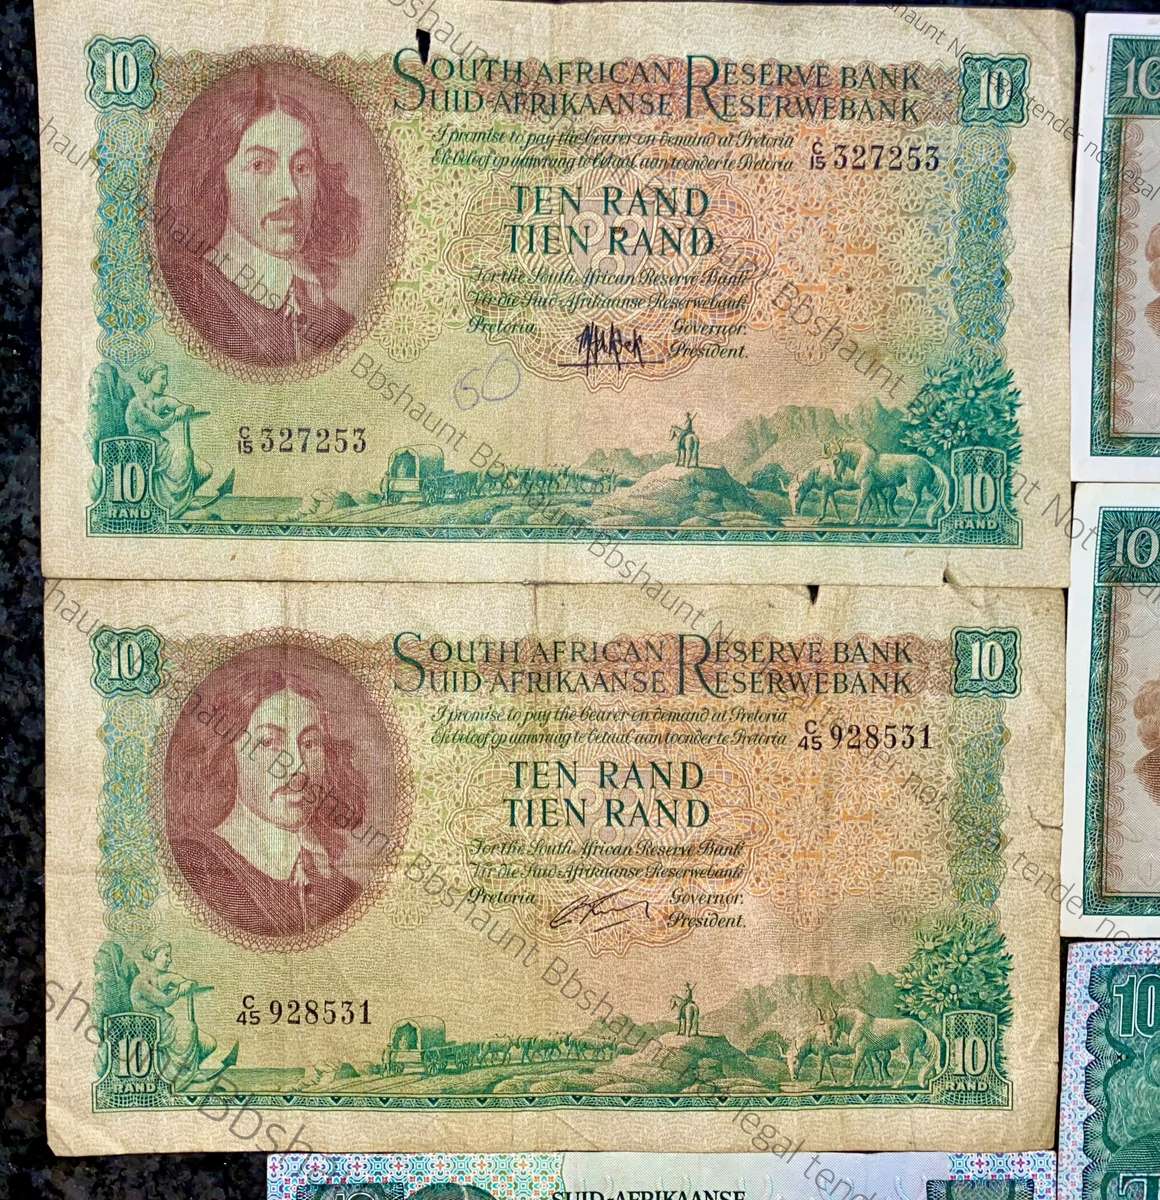 10
SOUTH AFRICAN RESERVE BANK
SUID-AFRIKAANSE RESERWEBANK
10
I promise to pay the bearer on demand at Pretoria
Ek beloof op aanvraag te betaal aan toonder te Pretoria
C/15 327253
TEN RAND
TIEN RAND
For the South African Reserve Bank
Vir die Suid-Afrikaanse Reserwebank
Pretoria
Governor.
President.
60
C/15 327253
10
RAND
10
RAND
10
SOUTH AFRICAN RESERVE BANK
SUID-AFRIKAANSE RESERWEBANK
10
I promise to pay the bearer on demand at Pretoria
Ek beloof op aanvraag te betaal aan toonder te Pretoria
C/45 928531
TEN RAND
TIEN RAND
For the South African Reserve Bank
Vir die Suid-Afrikaanse Reserwebank
Pretoria
Governor.
President.
C/45 928531
10
RAND
10
RAND
10
10
10
SUID-AFRIKAANSE
Bbshaunt Not legal tender